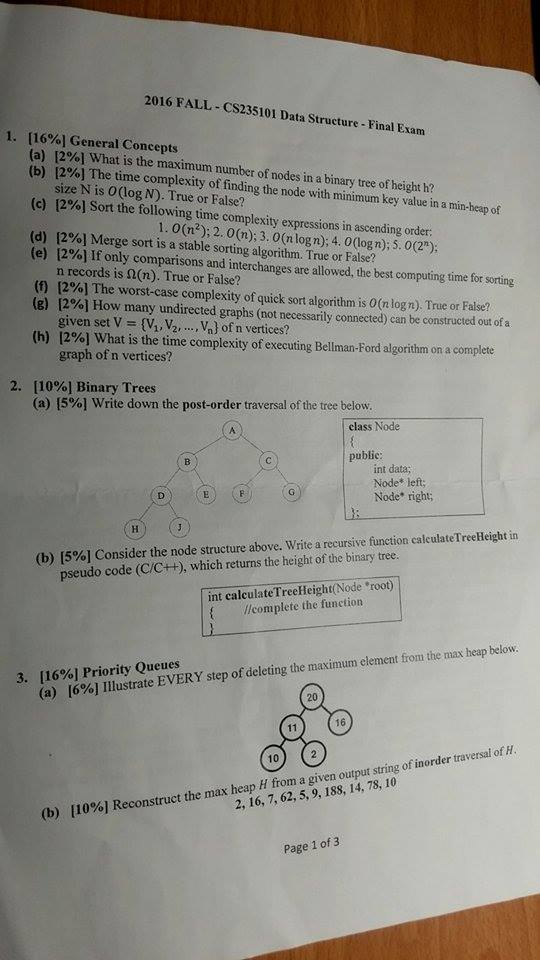 2016 FALL - CS235101 Data Structure - Final Exam
1. [16%] General Concepts
(a) [2%] What is the maximum number of nodes in a binary tree of height h?
(b) [2%] The time complexity of finding the node with minimum key value in a min-heap of
size N is O(log N). True or False?
(c) [2%] Sort the following time complexity expressions in ascending order:
1. O(n²); 2. O(n); 3. O(n log n); 4. O(log n); 5. O(2ⁿ);
(d) [2%] Merge sort is a stable sorting algorithm. True or False?
(e) [2%] If only comparisons and interchanges are allowed, the best computing time for sorting
n records is Ω(n). True or False?
(f) [2%] The worst-case complexity of quick sort algorithm is O(n log n). True or False?
(g) [2%] How many undirected graphs (not necessarily connected) can be constructed out of a
given set V = {V₁, V₂, ..., Vₙ} of n vertices?
(h) [2%] What is the time complexity of executing Bellman-Ford algorithm on a complete
graph of n vertices?
2. [10%] Binary Trees
(a) [5%] Write down the post-order traversal of the tree below.
A
B C
D E F G
H J
class Node
{
public:
int data;
Node* left;
Node* right;
};
(b) [5%] Consider the node structure above. Write a recursive function calculateTreeHeight in
pseudo code (C/C++), which returns the height of the binary tree.
int calculateTreeHeight(Node *root)
{ //complete the function
}
3. [16%] Priority Queues
(a) [6%] Illustrate EVERY step of deleting the maximum element from the max heap below.
20
11 16
10 2
(b) [10%] Reconstruct the max heap H from a given output string of inorder traversal of H.
2, 16, 7, 62, 5, 9, 188, 14, 78, 10
Page 1 of 3